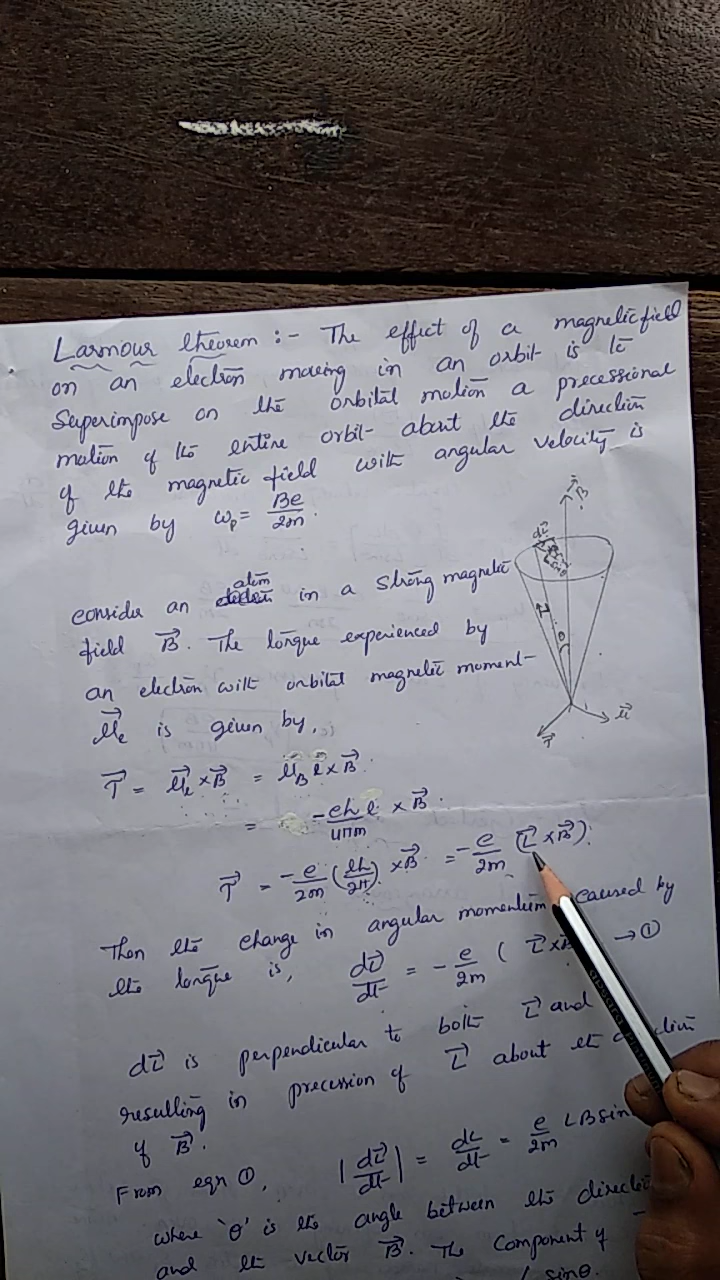 Larmour theorem :- The effect of a magnetic field
on an electron moving in an orbit is to
Superimpose on the orbital motion a precessional
motion of the entire orbit about the direction
of the magnetic field with angular velocity is
given by ωp = Be/2m.
B⃗
dL⃗
L
θ
τ⃗
μ⃗
consider an atom in a strong magnetic
field B⃗. The torque experienced by
an electron with orbital magnetic moment
μ⃗e is given by,
τ⃗ = μ⃗e × B⃗ = μB l × B⃗.
= -ehl/4πm × B⃗.
τ⃗ = -e/2m (lh/2π) × B⃗ = -e/2m (L⃗ × B⃗).
Then the change in angular momentum caused by
the torque is, dL⃗/dt = -e/2m ( L⃗ × B → ①
dL⃗ is perpendicular to both L⃗ and
resulting in precession of L⃗ about the
of B⃗.
From eqn ①, |dL⃗/dt| = dL/dt = e/2m LB sin
where 'θ' is the angle between the
and the vector B⃗. The component of
L sinθ.